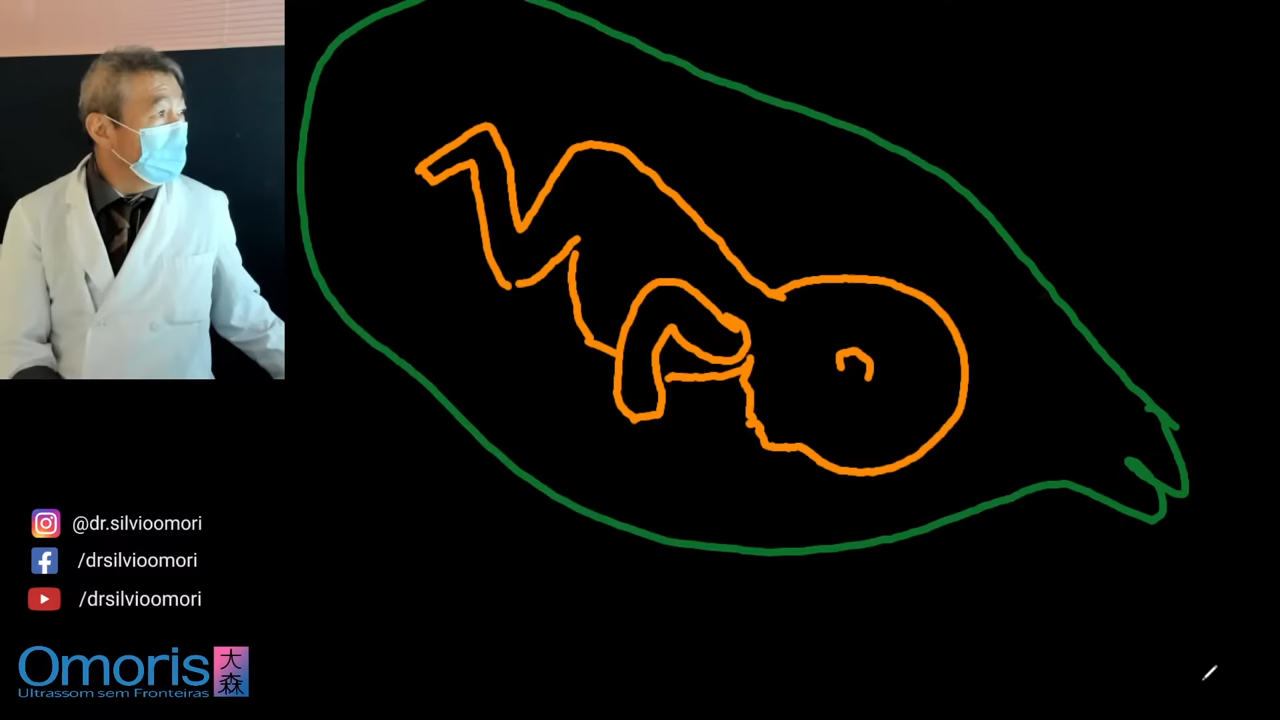 @dr.silvioomori
/drsilvioomori
/drsilvioomori
Omoris 大森
Ultrassom sem Fronteiras